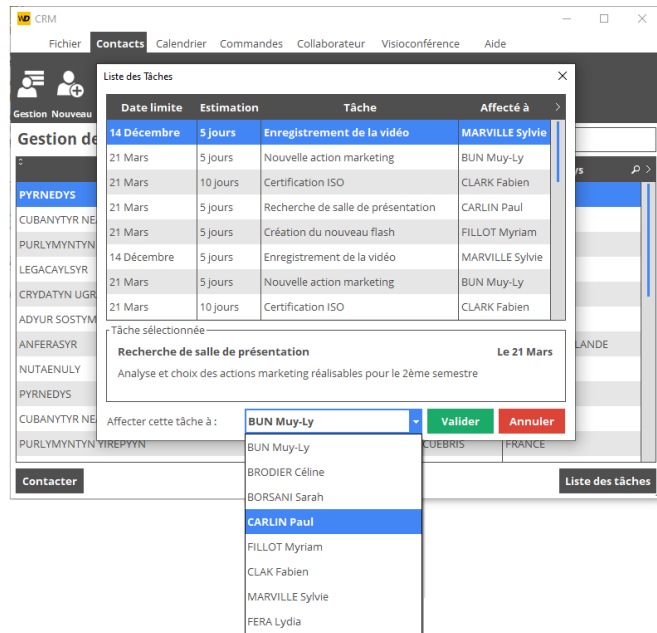 WD CRM
Fichier Contacts Calendrier Commandes Collaborateur Visioconférence Aide
Gestion Nouveau
Gestion de
PYRNEDYS
CUBANYTYR NE
PURLYMYNTYN
LEGACAYLSYR
CRYDATYN UGR
ADYUR SOSTYM
ANFERASYR
LANDE
NUTAENULY
PYRNEDYS
CUBANYTYR NE
PURLYMYNTYN YIREPYYN CUEBRIS FRANCE
Contacter
Liste des tâches
Liste des Tâches
Date limite Estimation Tâche Affecté à
14 Décembre 5 jours Enregistrement de la vidéo MARVILLE Sylvie
21 Mars 5 jours Nouvelle action marketing BUN Muy-Ly
21 Mars 10 jours Certification ISO CLARK Fabien
21 Mars 5 jours Recherche de salle de présentation CARLIN Paul
21 Mars 5 jours Création du nouveau flash FILLOT Myriam
14 Décembre 5 jours Enregistrement de la vidéo MARVILLE Sylvie
21 Mars 5 jours Nouvelle action marketing BUN Muy-Ly
21 Mars 10 jours Certification ISO CLARK Fabien
Tâche sélectionnée
Recherche de salle de présentation Le 21 Mars
Analyse et choix des actions marketing réalisables pour le 2ème semestre
Affecter cette tâche à : BUN Muy-Ly Valider Annuler
BUN Muy-Ly
BRODIER Céline
BORSANI Sarah
CARLIN Paul
FILLOT Myriam
CLAK Fabien
MARVILLE Sylvie
FERA Lydia